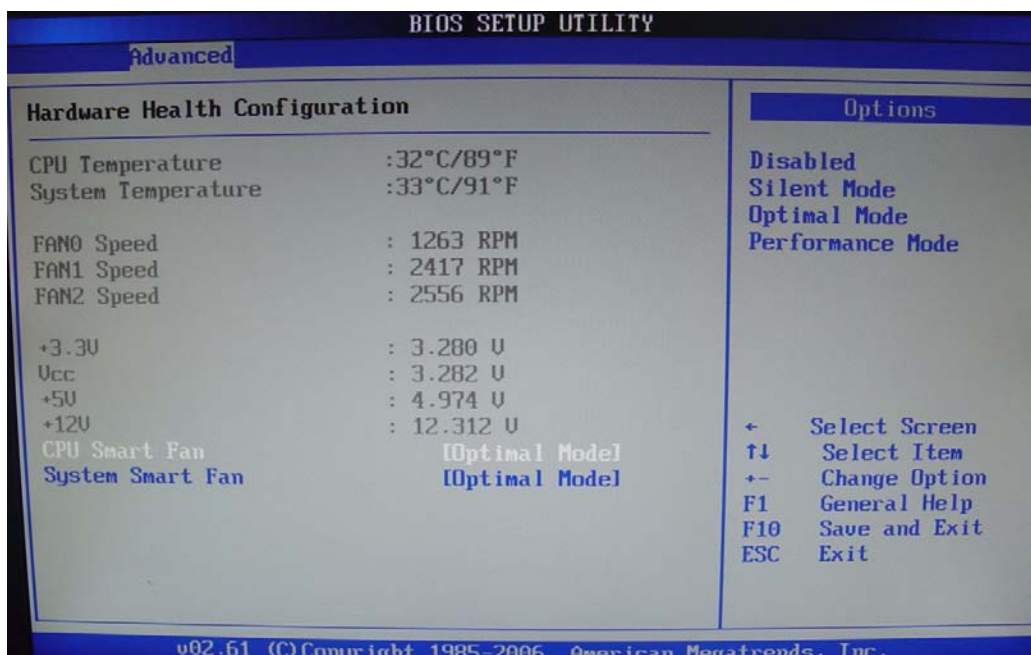 BIOS SETUP UTILITY
Advanced
Hardware Health Configuration
CPU Temperature :32°C/89°F
System Temperature :33°C/91°F
FAN0 Speed : 1263 RPM
FAN1 Speed : 2417 RPM
FAN2 Speed : 2556 RPM
+3.3V : 3.280 V
Vcc : 3.282 V
+5V : 4.974 V
+12V : 12.312 V
CPU Smart Fan [Optimal Mode]
System Smart Fan [Optimal Mode]
Options
Disabled
Silent Mode
Optimal Mode
Performance Mode
← Select Screen
↑↓ Select Item
+- Change Option
F1 General Help
F10 Save and Exit
ESC Exit
v02.61 (C)Copyright 1985-2006, American Megatrends, Inc.